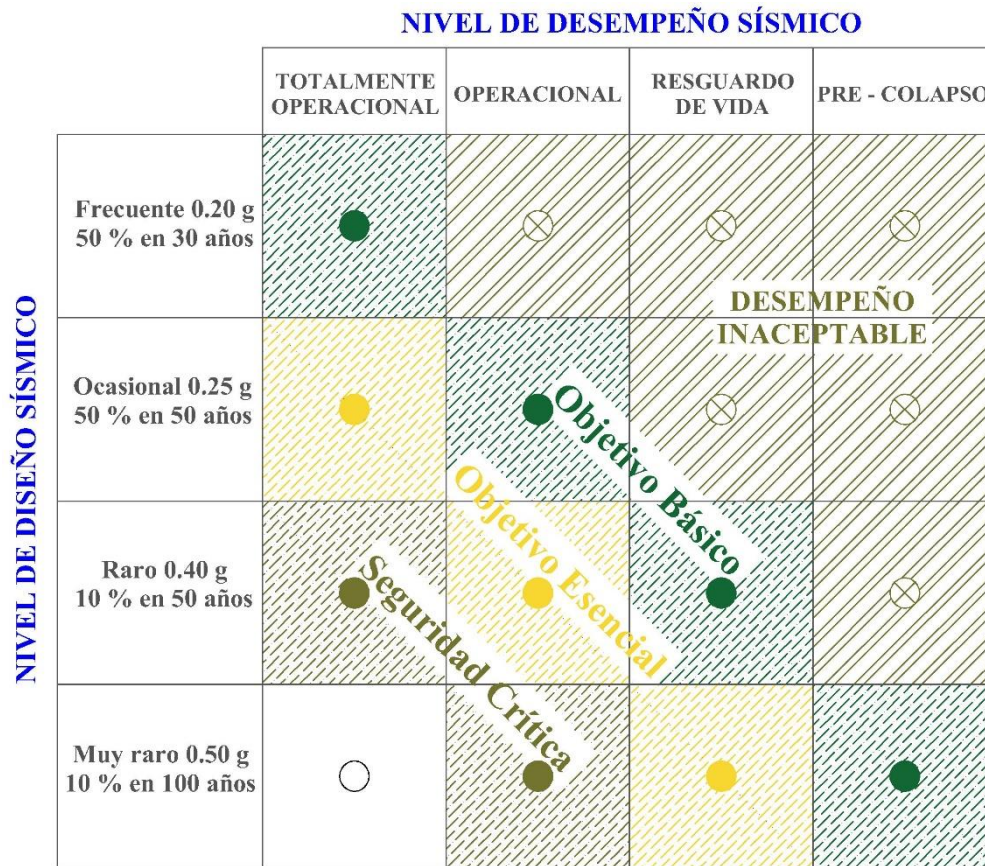 NIVEL DE DESEMPEÑO SÍSMICO
TOTALMENTE
OPERACIONAL
OPERACIONAL
RESGUARDO
DE VIDA
PRE - COLAPSO
NIVEL DE DISEÑO SÍSMICO
Frecuente 0.20 g
50 % en 30 años
DESEMPEÑO
INACEPTABLE
Ocasional 0.25 g
50 % en 50 años
Objetivo Básico
Objetivo Esencial
Seguridad Crítica
Raro 0.40 g
10 % en 50 años
Muy raro 0.50 g
10 % en 100 años